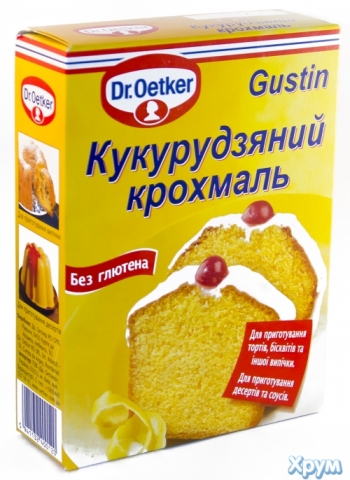 Dr.Oetker
Gustin
Кукурудзяний
крохмаль
Без глютена
Для приготування
тортів, бісквітів та
іншої випічки.
Для приготування
десертів та соусів.
Хрум